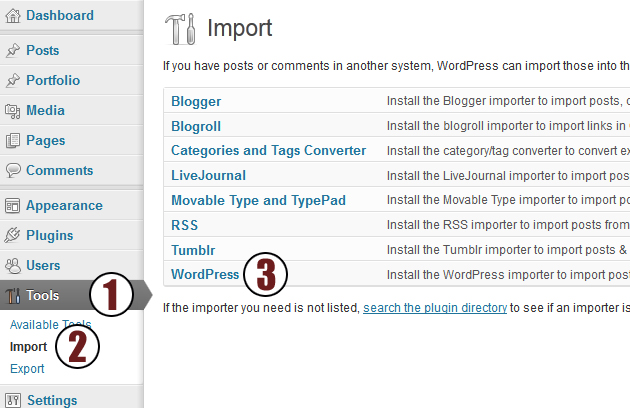 Dashboard
Posts
Portfolio
Media
Pages
Comments
Appearance
Plugins
Users
Tools
1
Available Tools
Import
2
Export
Settings
Import
If you have posts or comments in another system, WordPress can import those into th
Blogger Install the Blogger importer to import posts, c
Blogroll Install the blogroll importer to import links in
Categories and Tags Converter Install the category/tag converter to convert ex
LiveJournal Install the LiveJournal importer to import pos
Movable Type and TypePad Install the Movable Type importer to import po
RSS Install the RSS importer to import posts from
Tumblr Install the Tumblr importer to import posts &
WordPress 3 Install the WordPress importer to import post
If the importer you need is not listed, search the plugin directory to see if an importer is